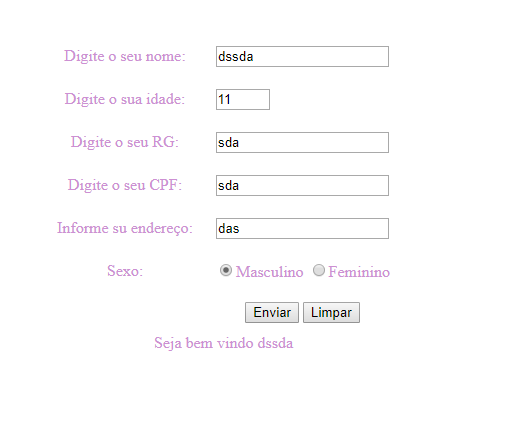 Digite o seu nome: dssda
Digite o sua idade: 11
Digite o seu RG: sda
Digite o seu CPF: sda
Informe su endereço: das
Sexo: Masculino Feminino
Enviar Limpar
Seja bem vindo dssda